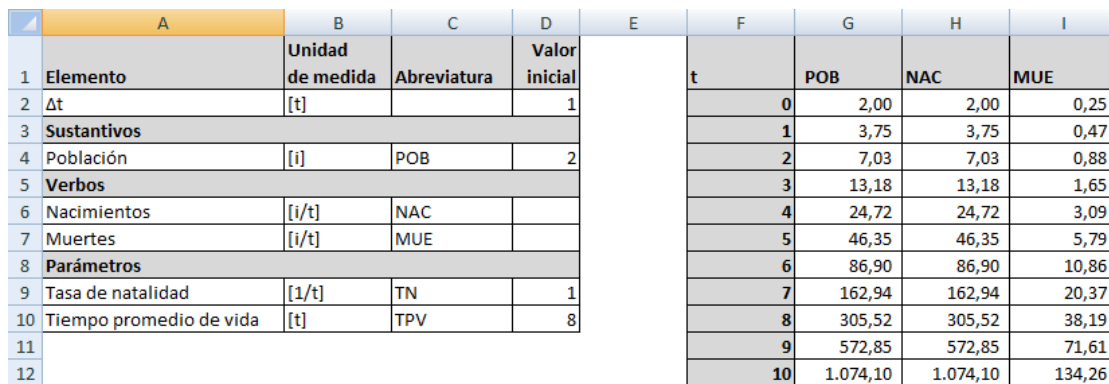 A B C D E F G H I
1 Elemento Unidad de medida Abreviatura Valor inicial t POB NAC MUE
2 Δt [t] 1 0 2,00 2,00 0,25
3 Sustantivos 1 3,75 3,75 0,47
4 Población [i] POB 2 2 7,03 7,03 0,88
5 Verbos 3 13,18 13,18 1,65
6 Nacimientos [i/t] NAC 4 24,72 24,72 3,09
7 Muertes [i/t] MUE 5 46,35 46,35 5,79
8 Parámetros 6 86,90 86,90 10,86
9 Tasa de natalidad [1/t] TN 1 7 162,94 162,94 20,37
10 Tiempo promedio de vida [t] TPV 8 8 305,52 305,52 38,19
11 9 572,85 572,85 71,61
12 10 1.074,10 1.074,10 134,26